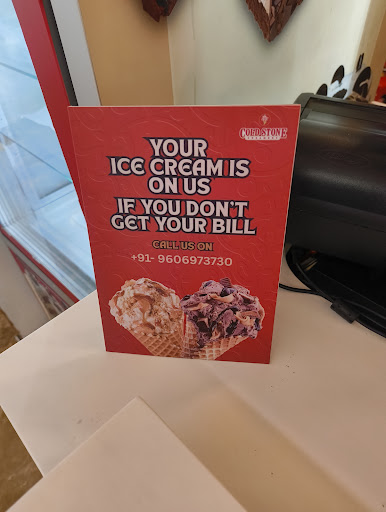 COLD STONE
CREAMERY
YOUR
ICE CREAM IS
ON US
IF YOU DON'T
GET YOUR BILL
CALL US ON
+91- 9606973730